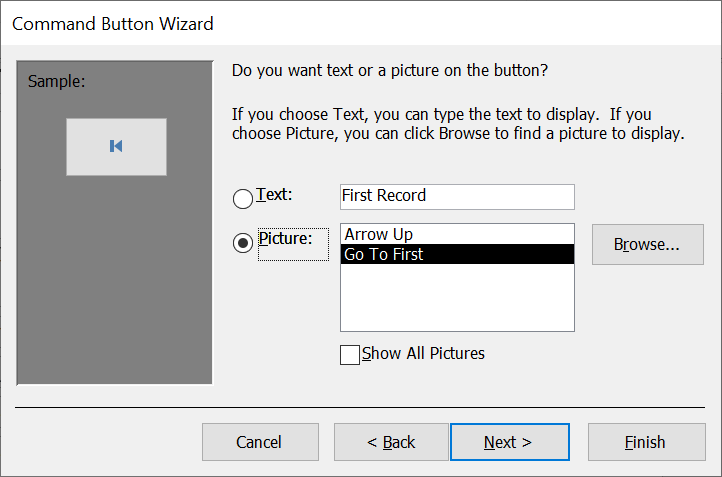 Command Button Wizard
Sample:
Do you want text or a picture on the button?
If you choose Text, you can type the text to display.  If you
choose Picture, you can click Browse to find a picture to display.
Text:
First Record
Picture:
Arrow Up
Go To First
Browse...
Show All Pictures
Cancel
< Back
Next >
Finish